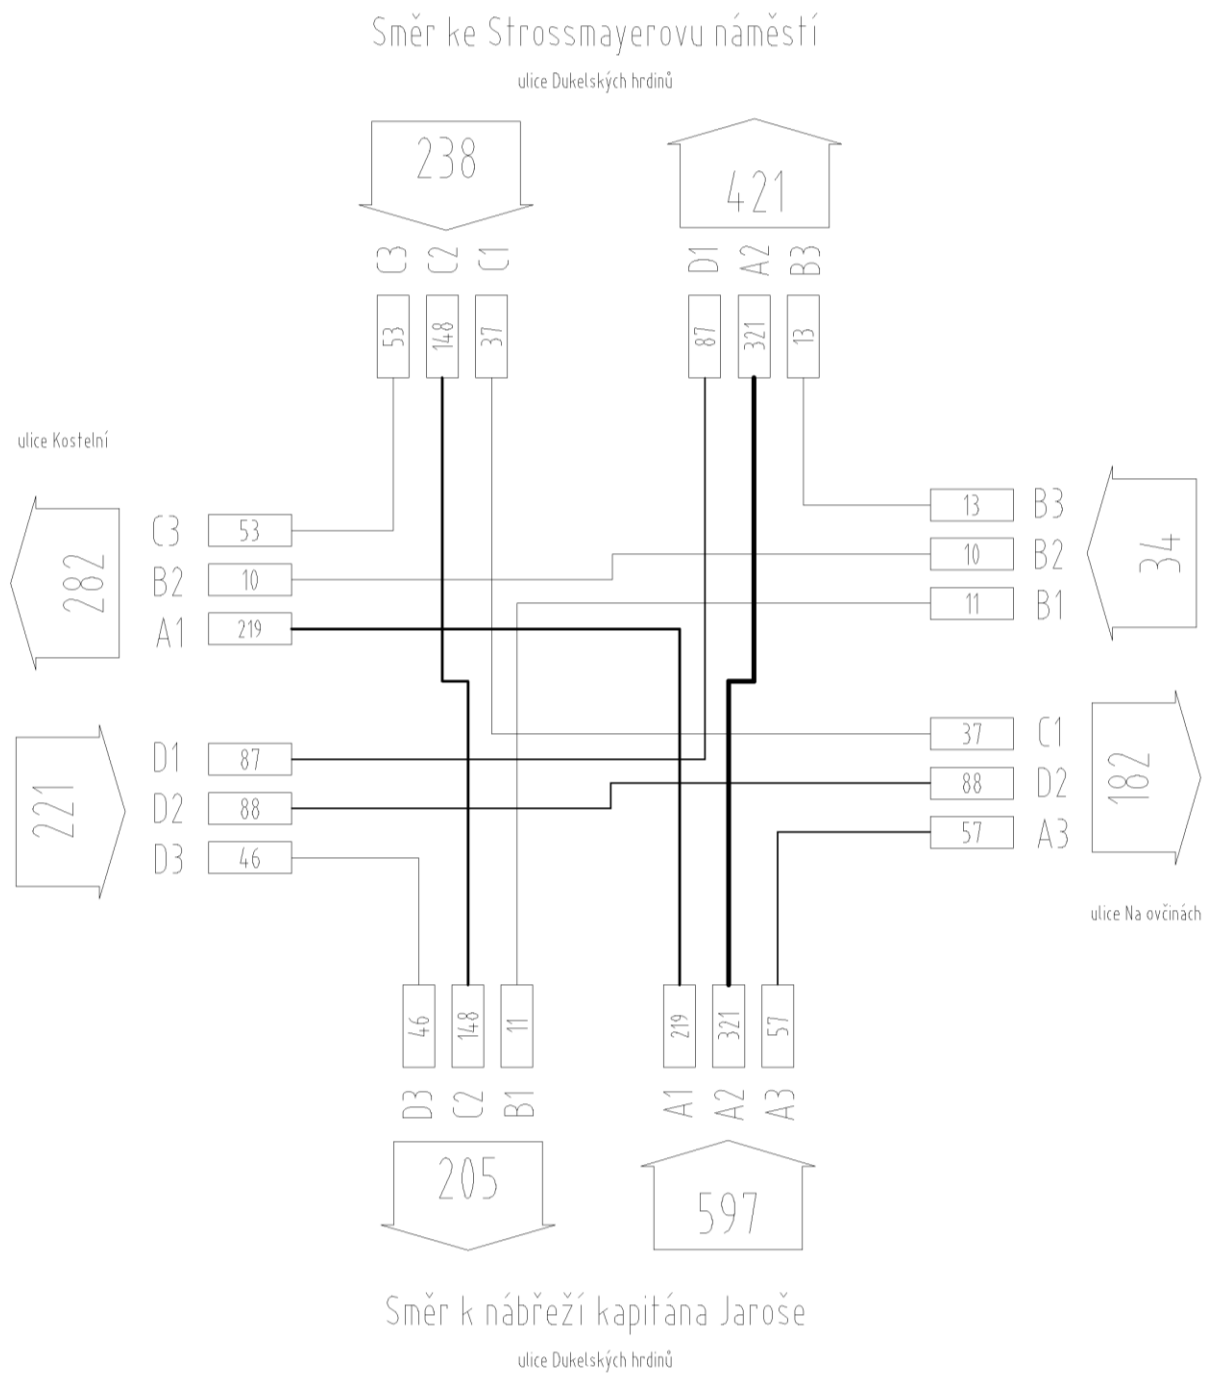 Směr ke Strossmayerovu náměstí
ulice Dukelských hrdinů
238
421
C3 C2 C1
D1 A2 B3
53 148 37
87 321 13
ulice Kostelní
282
C3 53
B2 10
A1 219
13 B3
10 B2
11 B1
34
221
D1 87
D2 88
D3 46
37 C1
88 D2
57 A3
182
ulice Na ovčinách
46 148 11
219 321 57
D3 C2 B1
A1 A2 A3
205
597
Směr k nábřeží kapitána Jaroše
ulice Dukelských hrdinů